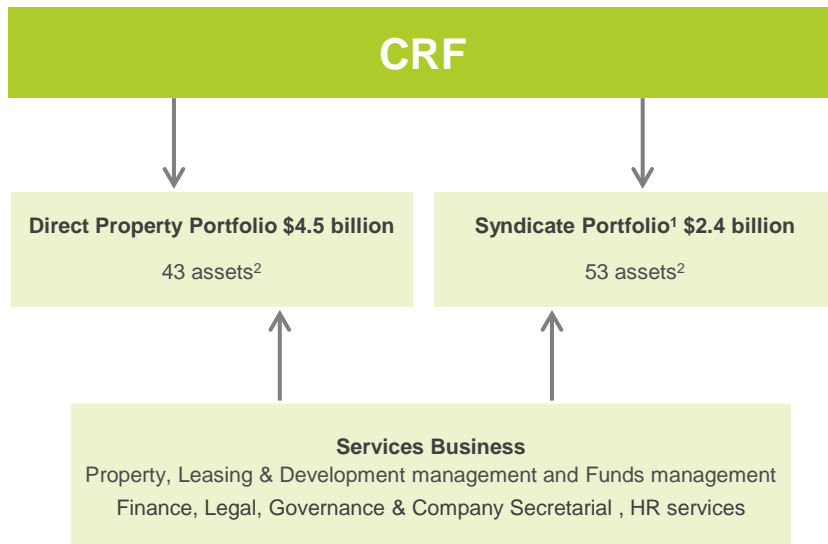 CRF
Direct Property Portfolio $4.5 billion
43 assets²
Syndicate Portfolio¹ $2.4 billion
53 assets²
Services Business
Property, Leasing & Development management and Funds management
Finance, Legal, Governance & Company Secretarial , HR services